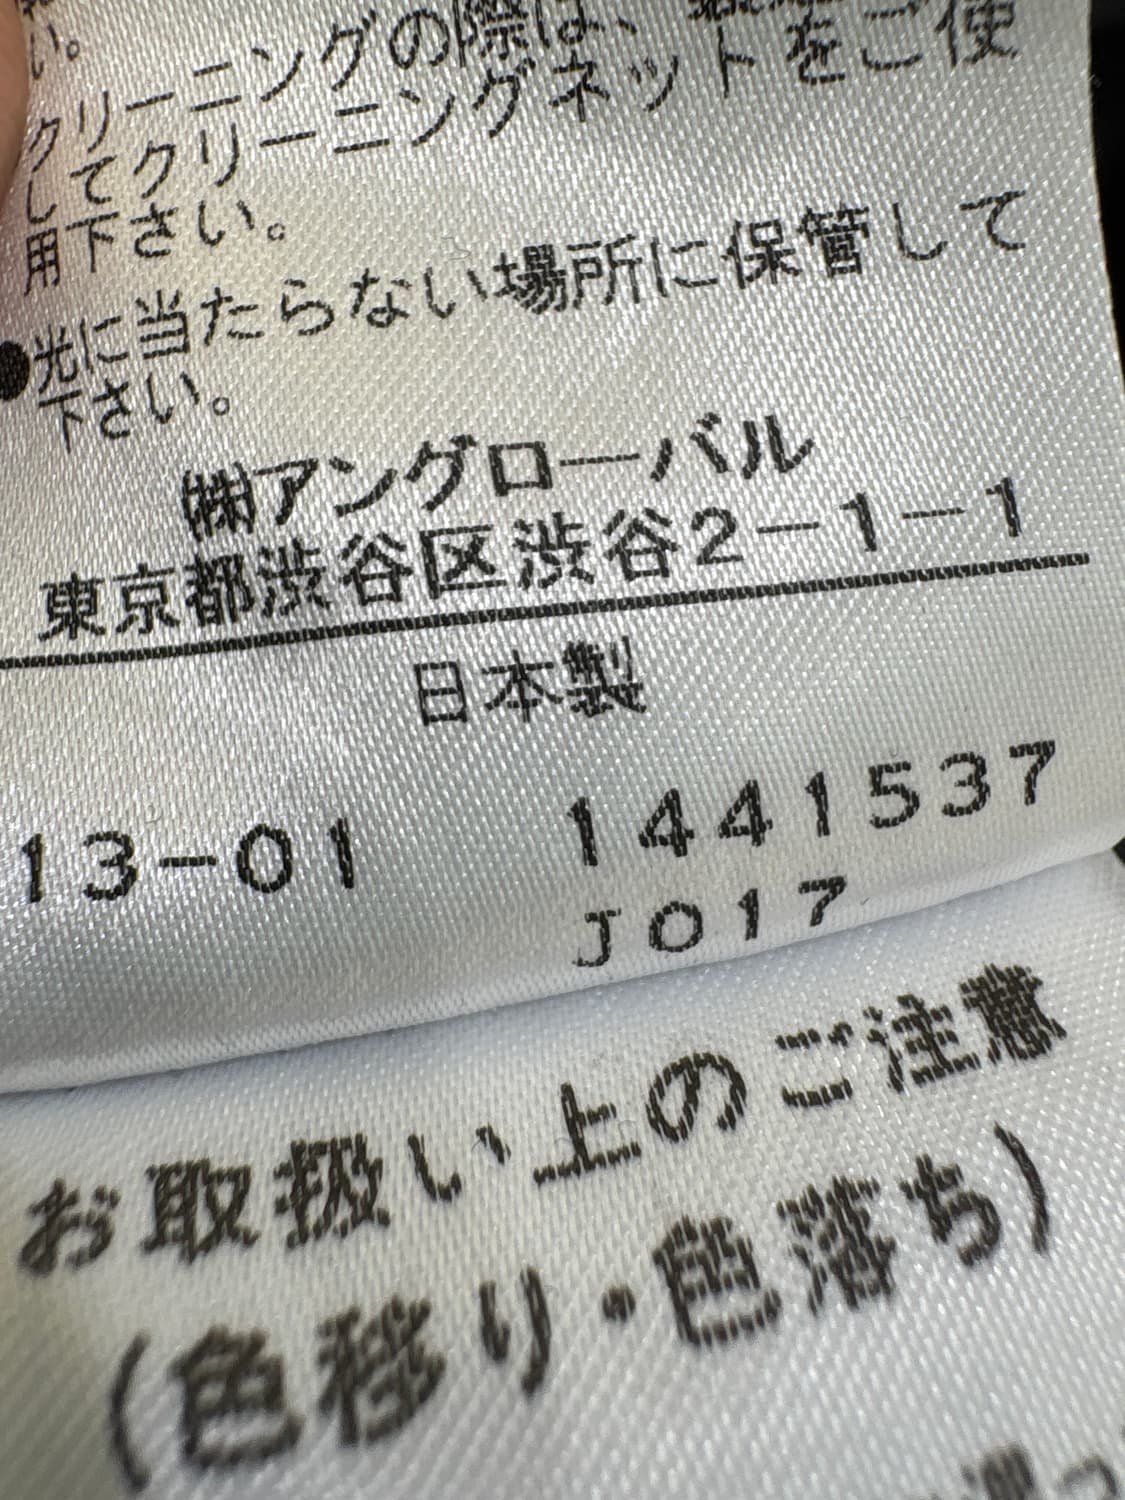 い。
クリーニングの際は、
してクリーニングネットをご使
用下さい。
●光に当たらない場所に保管して
下さい。
㈱アングローバル
東京都渋谷区渋谷2-1-1
日本製
13-01 1441537
J017
お取扱い上のご注意
(色移り・色落ち)